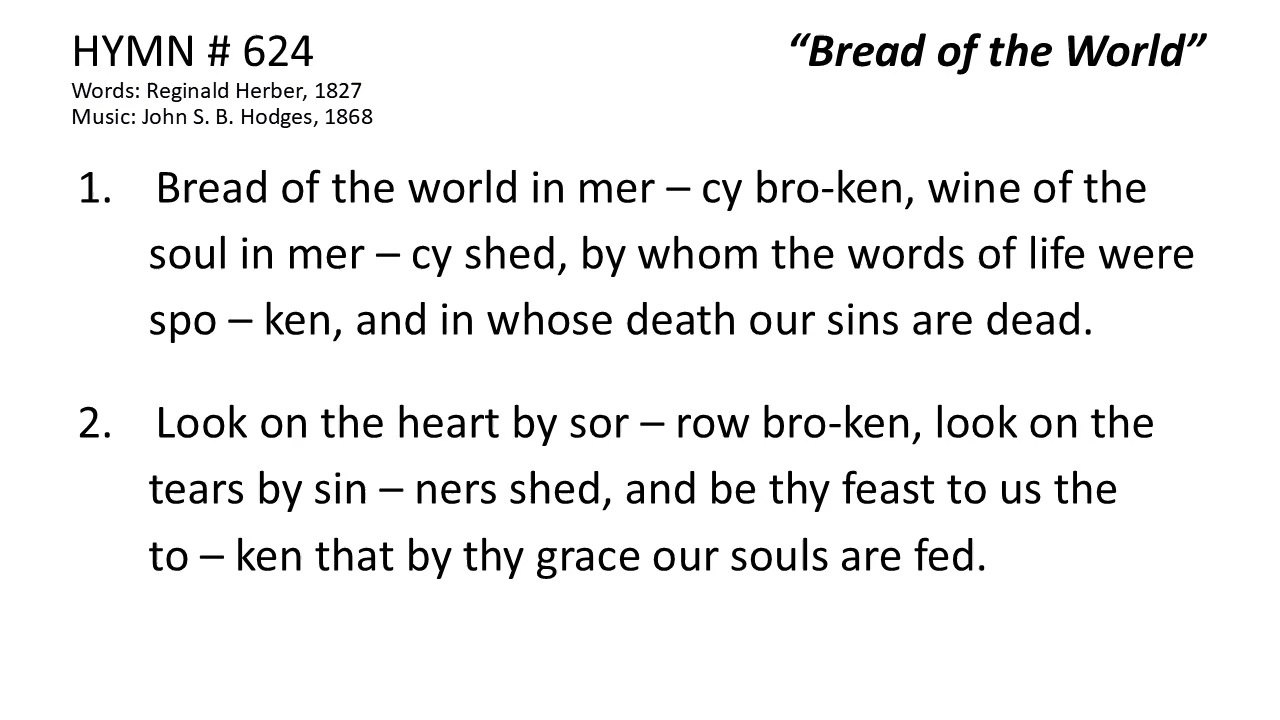 HYMN # 624
“Bread of the World”
Words: Reginald Herber, 1827
Music: John S. B. Hodges, 1868
1. Bread of the world in mer – cy bro-ken, wine of the
soul in mer – cy shed, by whom the words of life were
spo – ken, and in whose death our sins are dead.
2. Look on the heart by sor – row bro-ken, look on the
tears by sin – ners shed, and be thy feast to us the
to – ken that by thy grace our souls are fed.